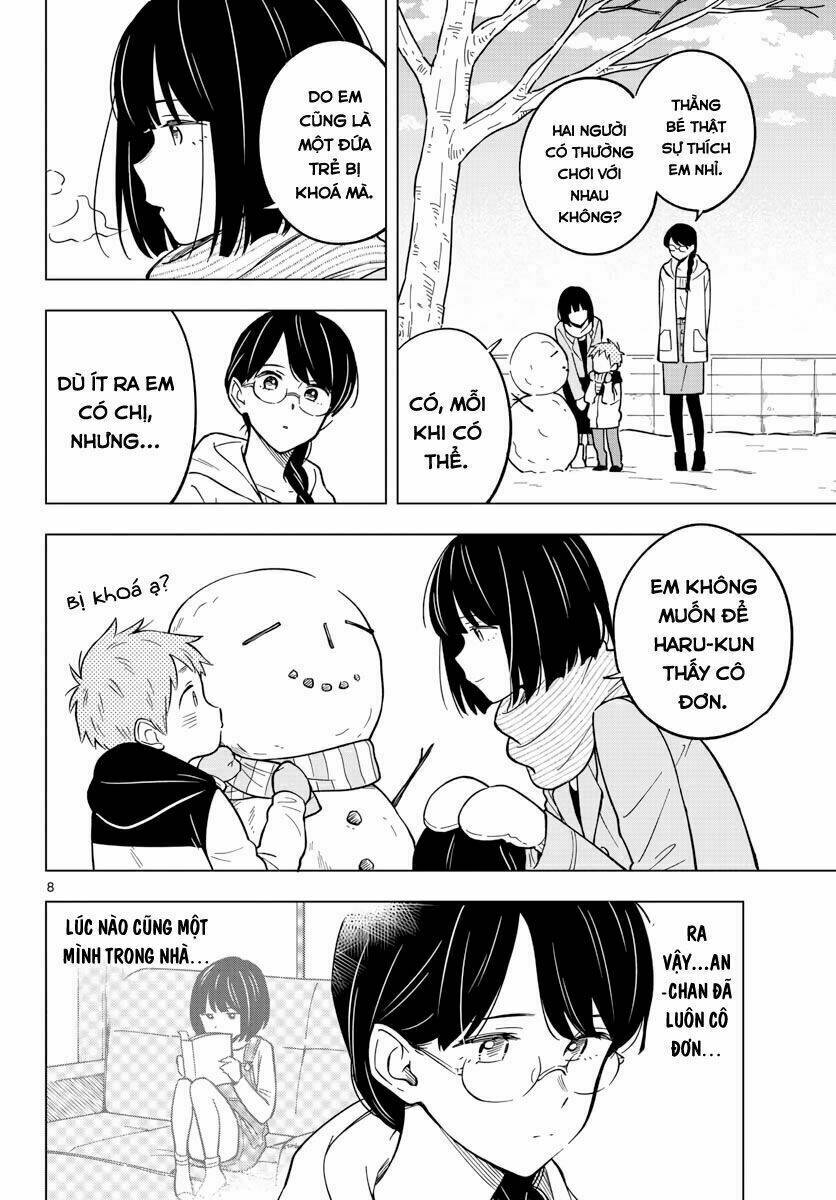 THẰNG
BÉ THẬT
SỰ THÍCH
EM NHỈ.
HAI NGƯỜI
CÓ THƯỜNG
CHƠI VỚI
NHAU
KHÔNG?
CÓ, MỖI
KHI CÓ
THỂ.
DO EM
CŨNG LÀ
MỘT ĐỨA
TRẺ BỊ
KHOÁ MÀ.
DÙ ÍT RA EM
CÓ CHỊ,
NHƯNG...
EM KHÔNG
MUỐN ĐỂ
HARU-KUN
THẤY CÔ
ĐƠN.
Bị khoá ạ?
8
RA
VẬY...AN
-CHAN ĐÃ
LUÔN CÔ
ĐƠN...
LÚC NÀO CŨNG MỘT
MÌNH TRONG NHÀ...